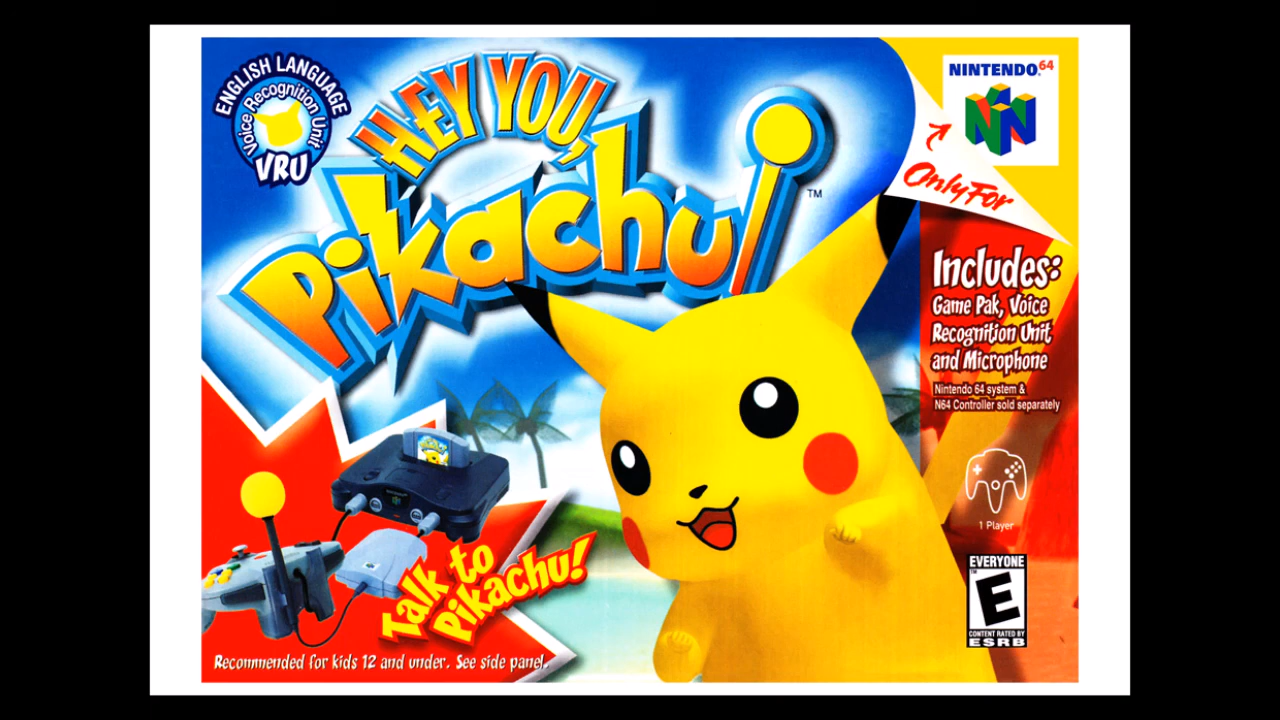 ENGLISH LANGUAGE
Voice Recognition Unit
VRU
HEY YOU,
Pikachu!
TM
NINTENDO 64
Only For
Includes:
Game Pak, Voice
Recognition Unit
and Microphone
Nintendo 64 system &
N64 Controller sold separately
1 Player
EVERYONE
E
CONTENT RATED BY
ESRB
Talk to
Pikachu!
Recommended for kids 12 and under. See side panel.